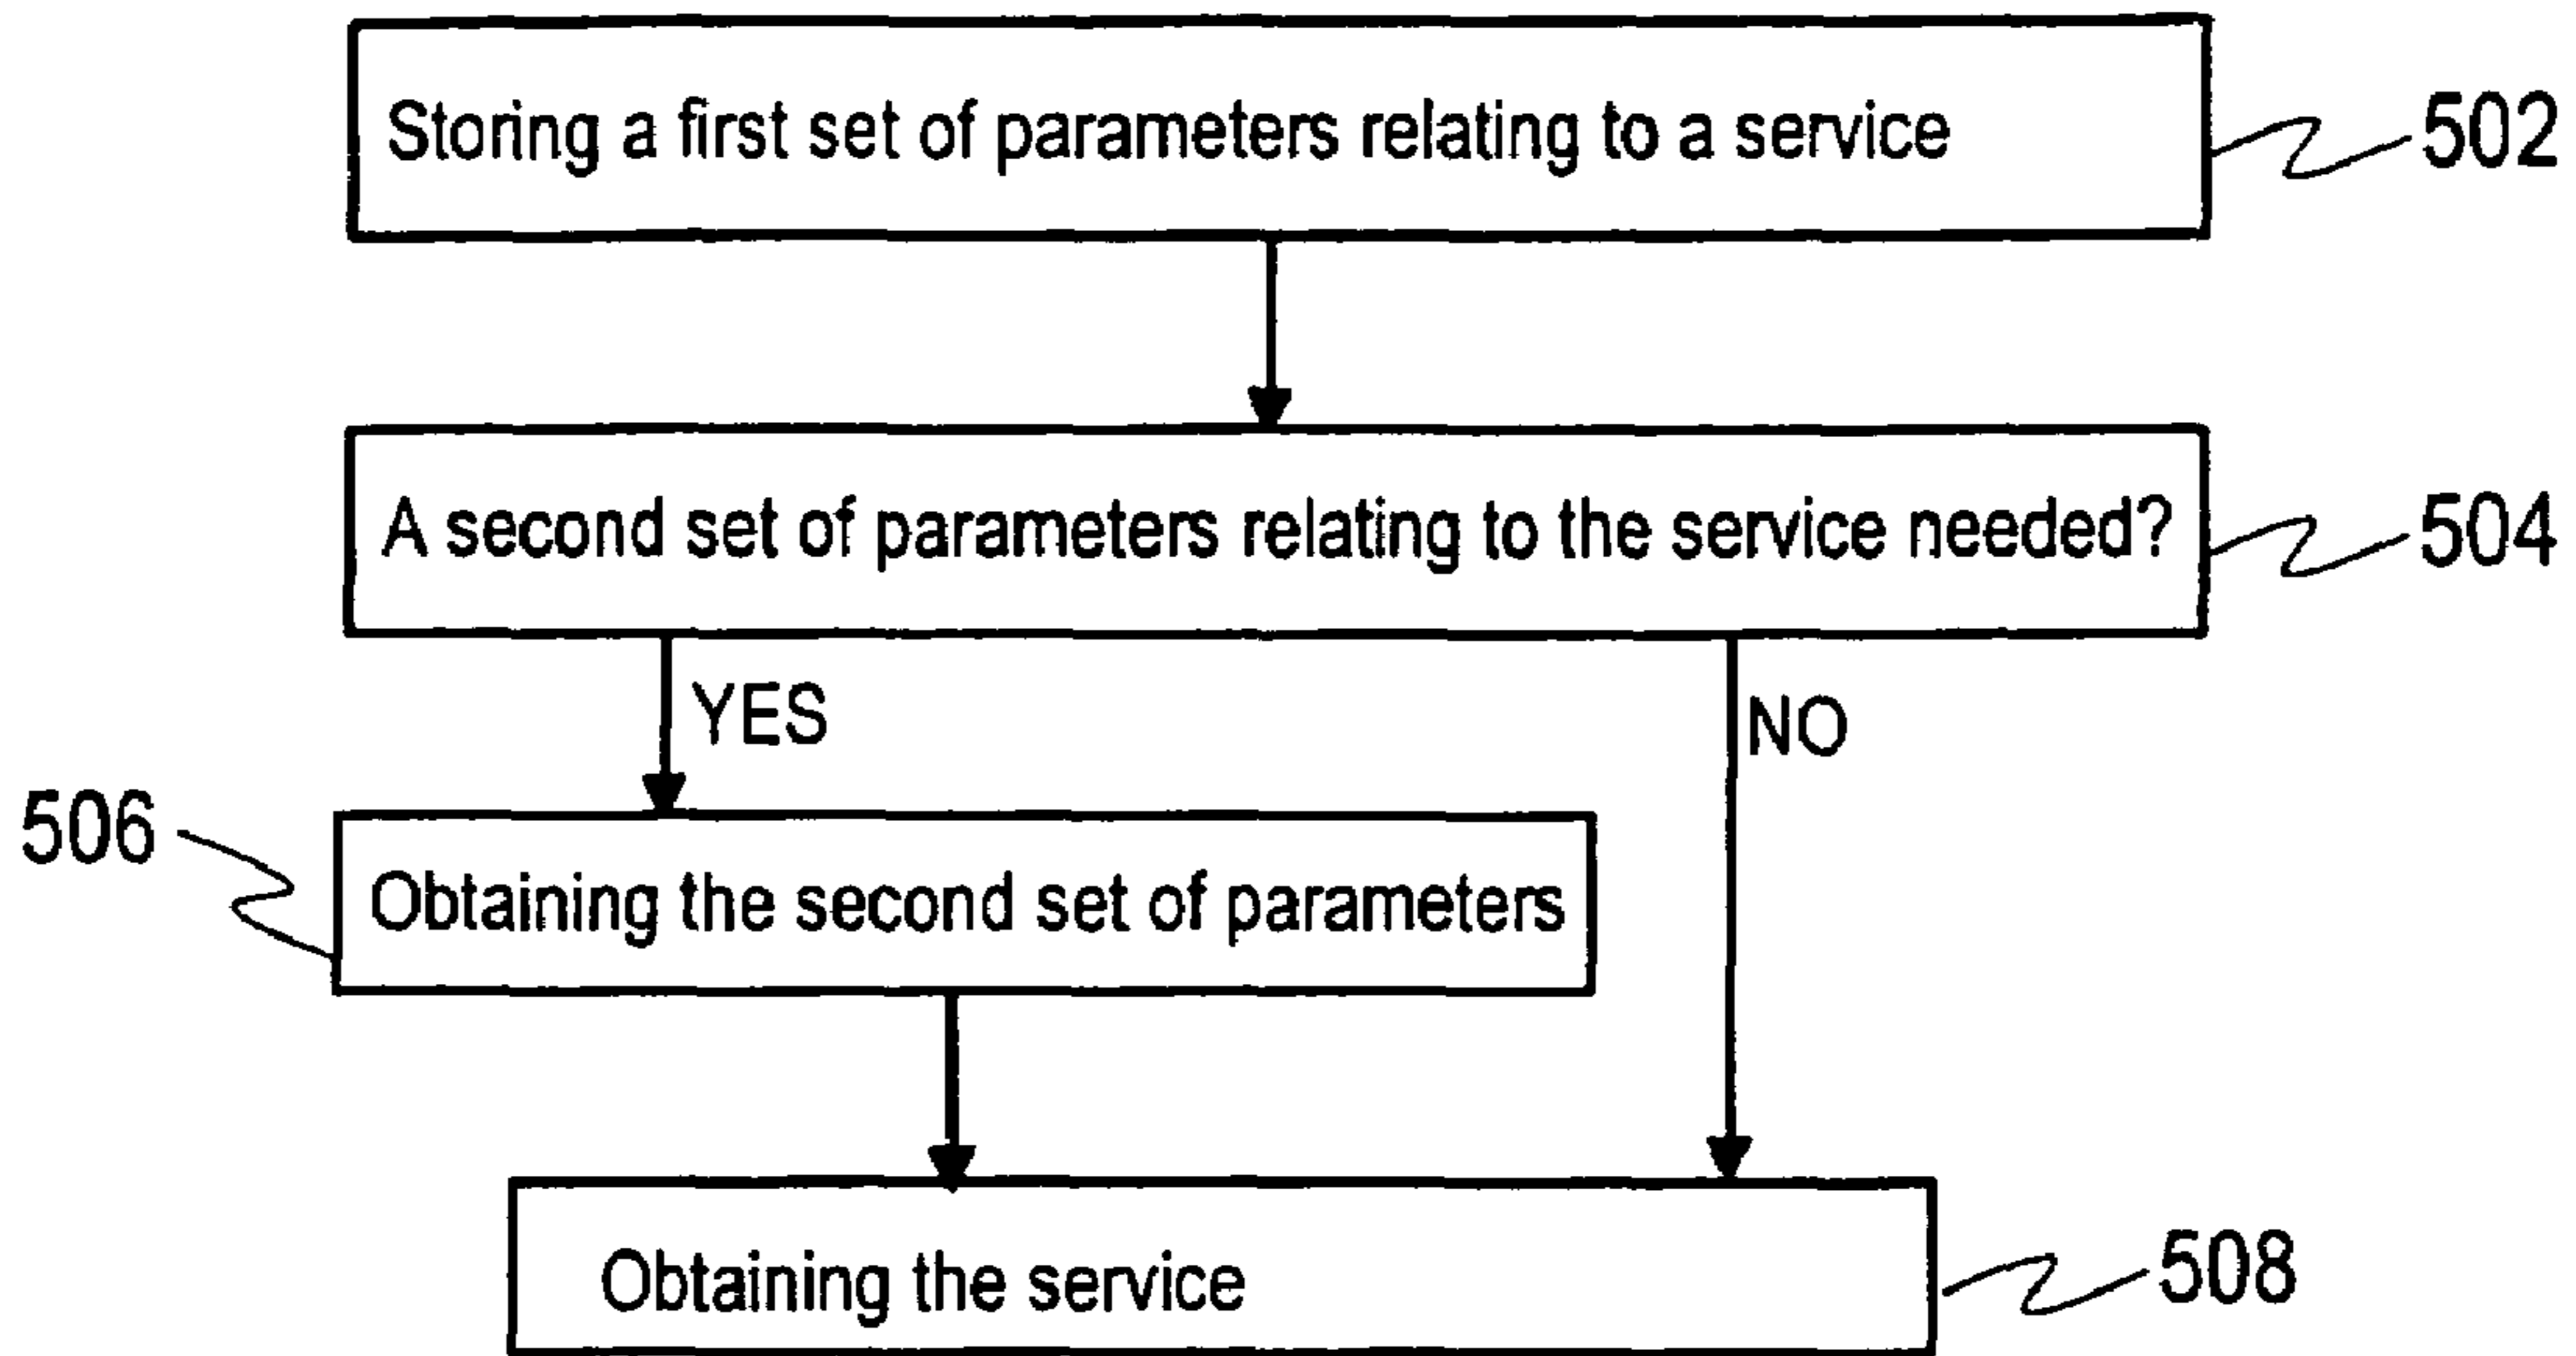 Storing a first set of parameters relating to a service
502
A second set of parameters relating to the service needed?
504
YES
NO
506
Obtaining the second set of parameters
Obtaining the service
508